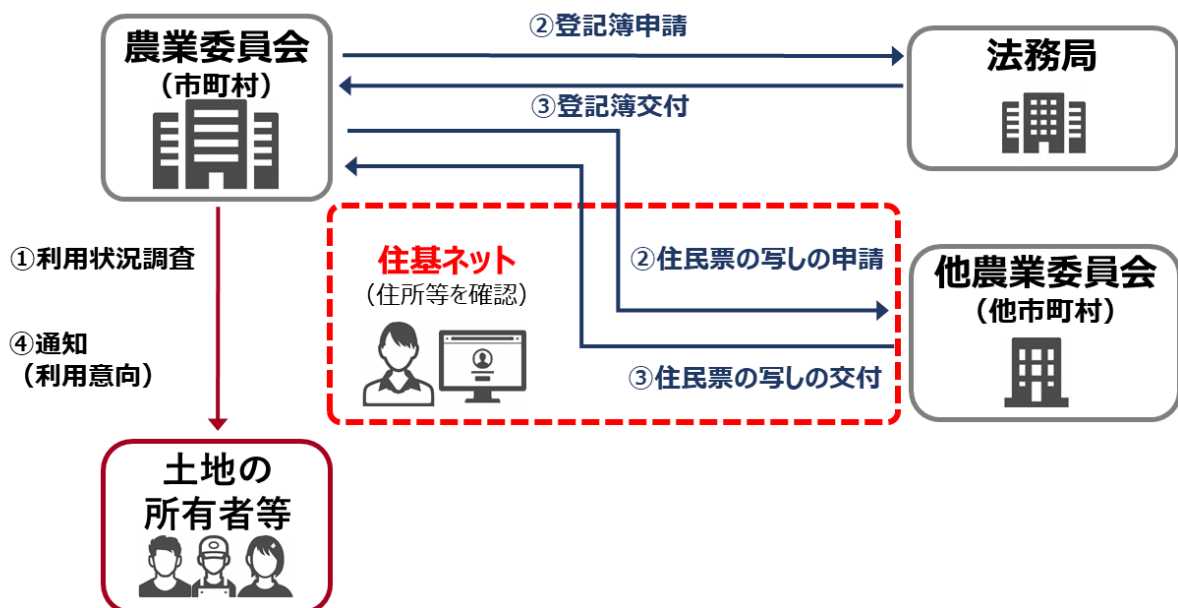 農業委員会
（市町村）
②登記簿申請
③登記簿交付
法務局
①利用状況調査
④通知
（利用意向）
住基ネット
（住所等を確認）
②住民票の写しの申請
③住民票の写しの交付
他農業委員会
（他市町村）
土地の
所有者等